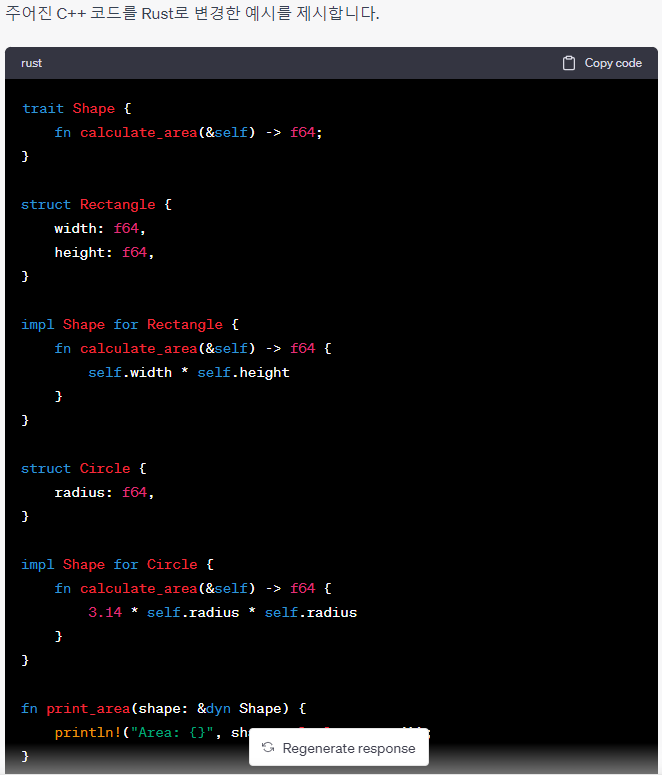 주어진 C++ 코드를 Rust로 변경한 예시를 제시합니다.
rust
Copy code
trait Shape {
    fn calculate_area(&self) -> f64;
}
struct Rectangle {
    width: f64,
    height: f64,
}
impl Shape for Rectangle {
    fn calculate_area(&self) -> f64 {
        self.width * self.height
    }
}
struct Circle {
    radius: f64,
}
impl Shape for Circle {
    fn calculate_area(&self) -> f64 {
        3.14 * self.radius * self.radius
    }
}
fn print_area(shape: &dyn Shape) {
    println!("Area: {}",
Regenerate response
}